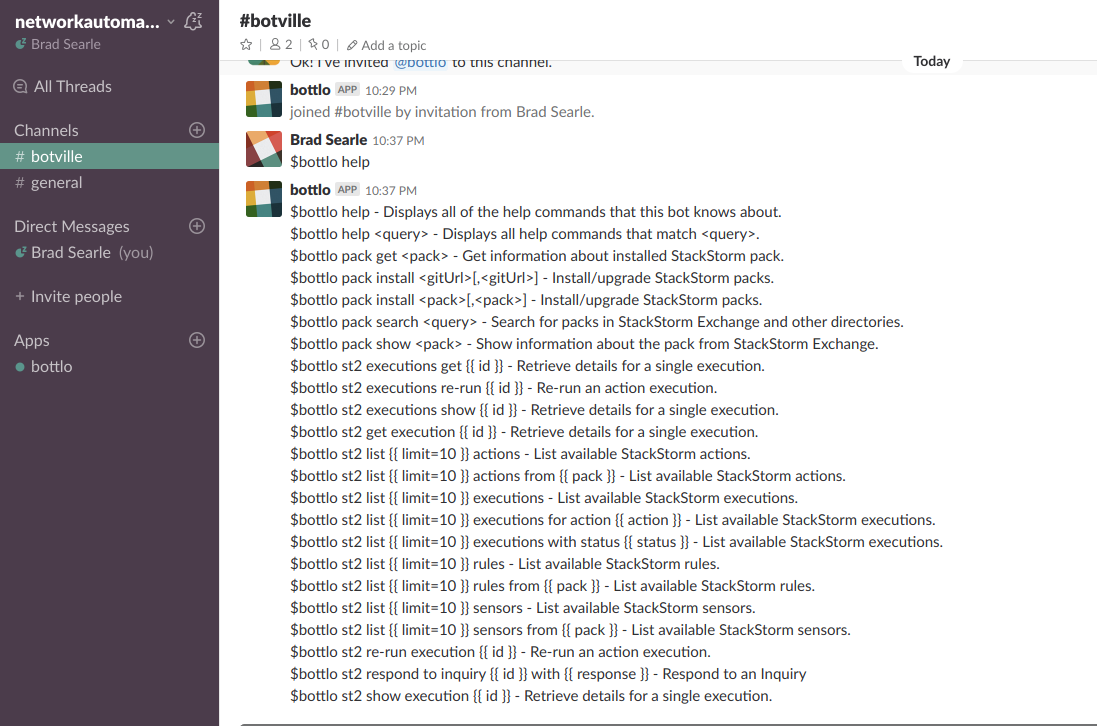 networkautoma...
Brad Searle
All Threads
Channels
# botville
# general
Direct Messages
Brad Searle (you)
+ Invite people
Apps
bottlo
#botville
2 | 0 | Add a topic
Ok! I've invited @bottlo to this channel.
Today
bottlo APP 10:29 PM
joined #botville by invitation from Brad Searle.
Brad Searle 10:37 PM
$bottlo help
bottlo APP 10:37 PM
$bottlo help - Displays all of the help commands that this bot knows about.
$bottlo help <query> - Displays all help commands that match <query>.
$bottlo pack get <pack> - Get information about installed StackStorm pack.
$bottlo pack install <gitUrl>[,<gitUrl>] - Install/upgrade StackStorm packs.
$bottlo pack install <pack>[,<pack>] - Install/upgrade StackStorm packs.
$bottlo pack search <query> - Search for packs in StackStorm Exchange and other directories.
$bottlo pack show <pack> - Show information about the pack from StackStorm Exchange.
$bottlo st2 executions get {{ id }} - Retrieve details for a single execution.
$bottlo st2 executions re-run {{ id }} - Re-run an action execution.
$bottlo st2 executions show {{ id }} - Retrieve details for a single execution.
$bottlo st2 get execution {{ id }} - Retrieve details for a single execution.
$bottlo st2 list {{ limit=10 }} actions - List available StackStorm actions.
$bottlo st2 list {{ limit=10 }} actions from {{ pack }} - List available StackStorm actions.
$bottlo st2 list {{ limit=10 }} executions - List available StackStorm executions.
$bottlo st2 list {{ limit=10 }} executions for action {{ action }} - List available StackStorm executions.
$bottlo st2 list {{ limit=10 }} executions with status {{ status }} - List available StackStorm executions.
$bottlo st2 list {{ limit=10 }} rules - List available StackStorm rules.
$bottlo st2 list {{ limit=10 }} rules from {{ pack }} - List available StackStorm rules.
$bottlo st2 list {{ limit=10 }} sensors - List available StackStorm sensors.
$bottlo st2 list {{ limit=10 }} sensors from {{ pack }} - List available StackStorm sensors.
$bottlo st2 re-run execution {{ id }} - Re-run an action execution.
$bottlo st2 respond to inquiry {{ id }} with {{ response }} - Respond to an Inquiry
$bottlo st2 show execution {{ id }} - Retrieve details for a single execution.